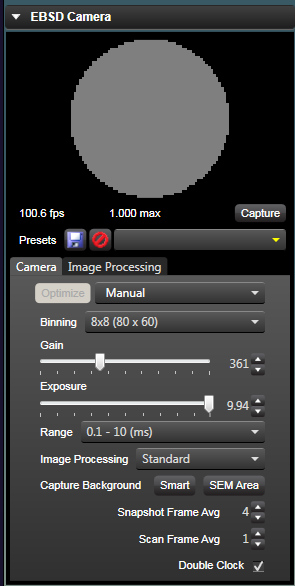 EBSD Camera
100.6 fps 1.000 max Capture
Presets
Camera Image Processing
Optimize Manual
Binning 8x8 (80 x 60)
Gain
361
Exposure
9.94
Range 0.1 - 10 (ms)
Image Processing Standard
Capture Background Smart SEM Area
Snapshot Frame Avg 4
Scan Frame Avg 1
Double Clock